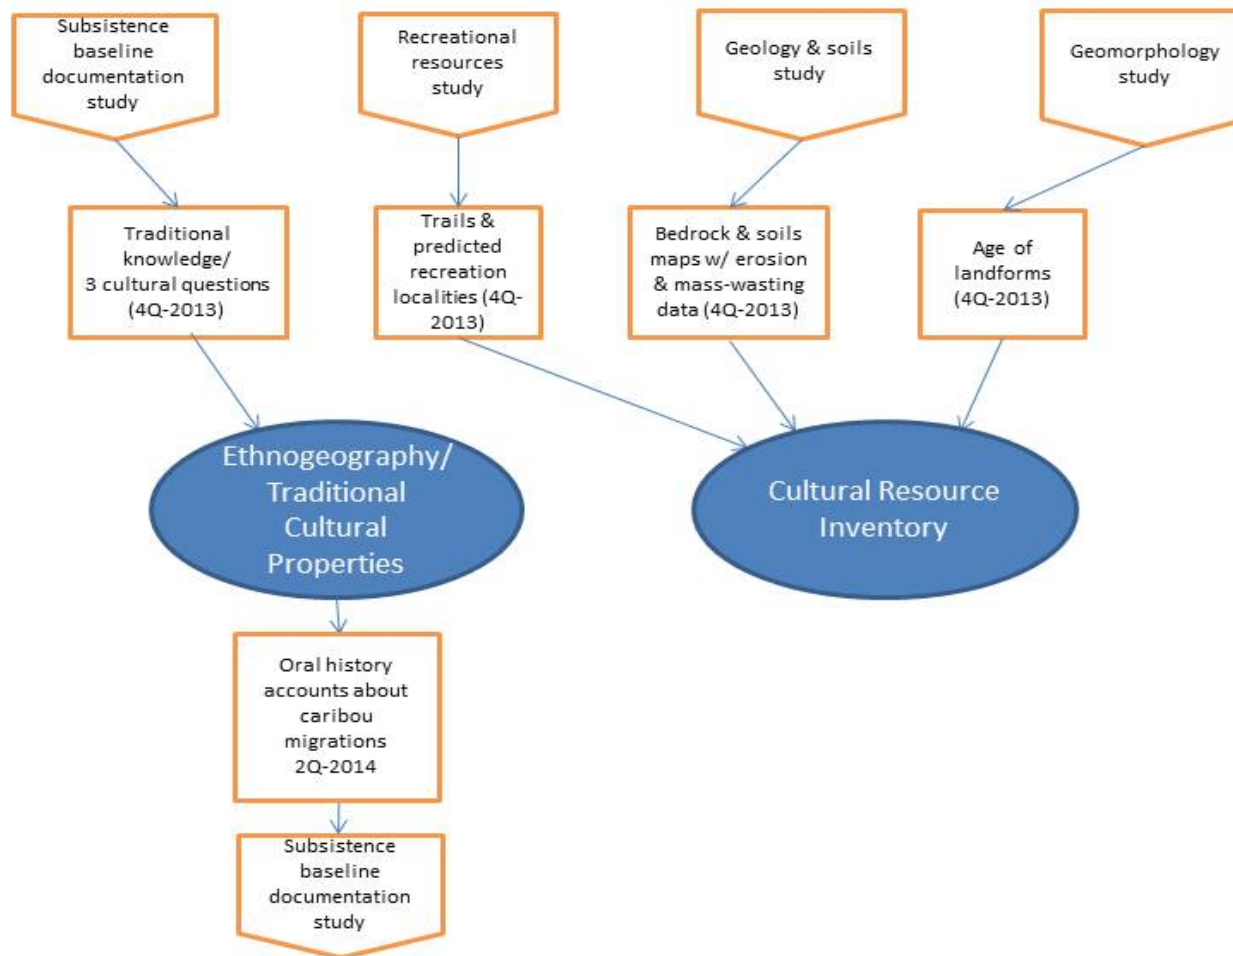 Subsistence
baseline
documentation
study
Recreational
resources
study
Geology & soils
study
Geomorphology
study
Traditional
knowledge/
3 cultural questions
(4Q-2013)
Trails &
predicted
recreation
localities (4Q-
2013)
Bedrock & soils
maps w/ erosion
& mass-wasting
data (4Q-2013)
Age of
landforms
(4Q-2013)
Ethnogeography/
Traditional
Cultural
Properties
Cultural Resource
Inventory
Oral history
accounts about
caribou
migrations
2Q-2014
Subsistence
baseline
documentation
study